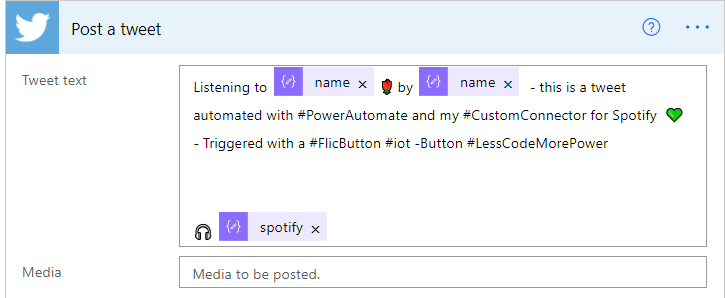 Post a tweet
?
Tweet text
Listening to name × 🌹 by name × - this is a tweet
automated with #PowerAutomate and my #CustomConnector for Spotify 💚
- Triggered with a #FlicButton #iot -Button #LessCodeMorePower
🎧 spotify ×
Media
Media to be posted.